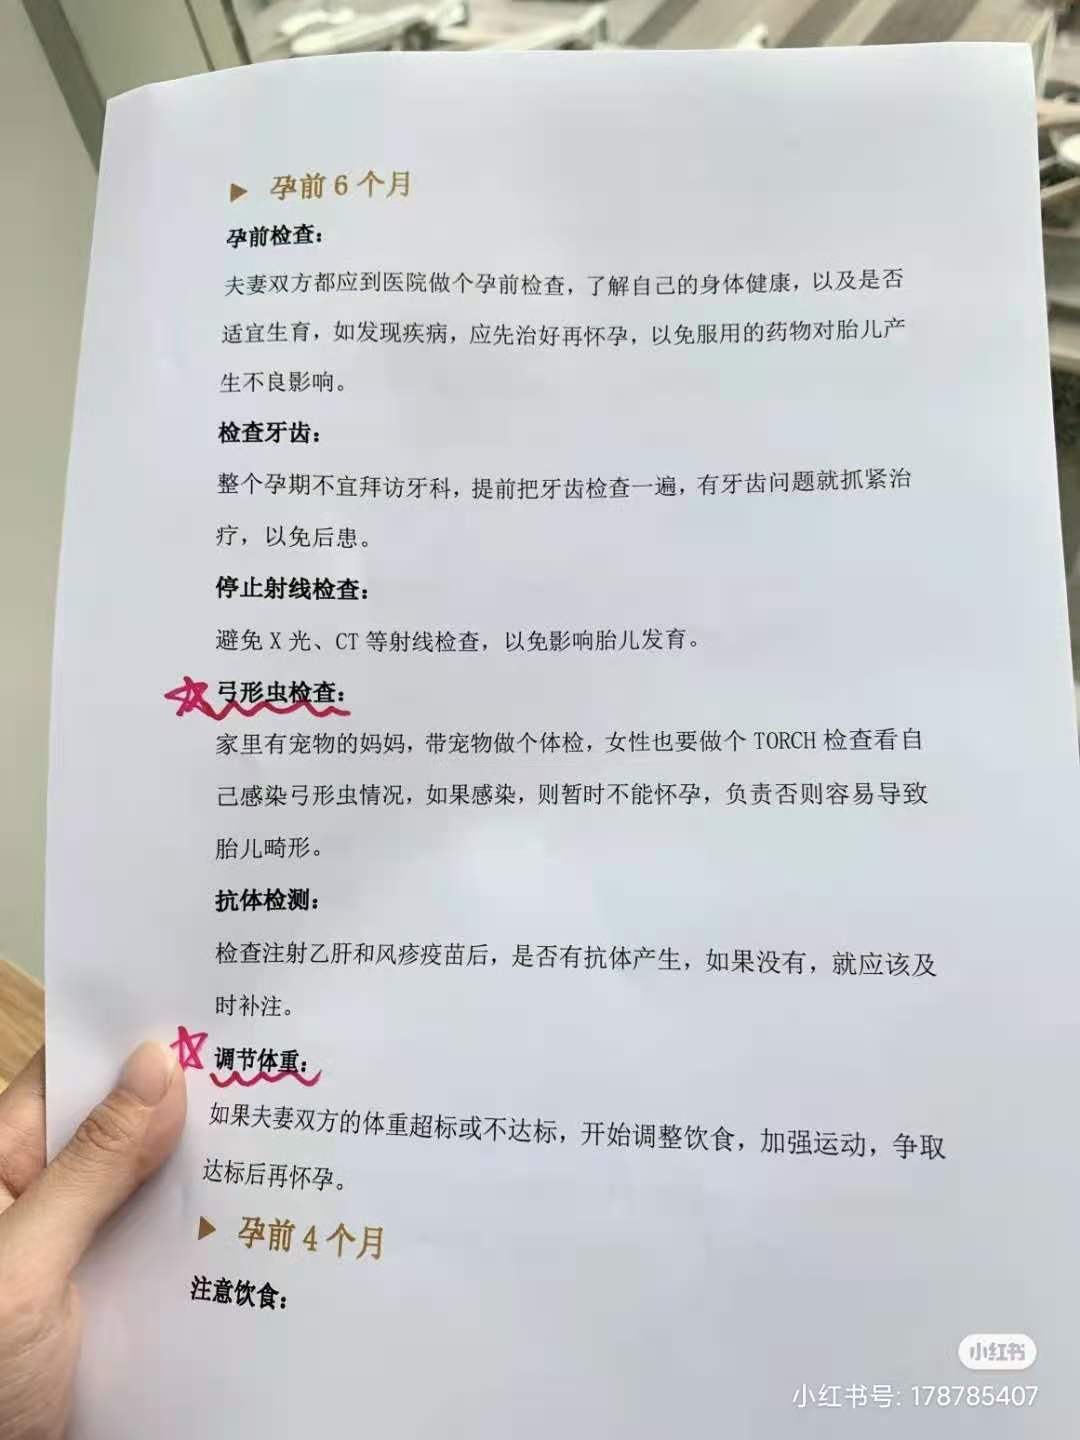 孕前6个月
孕前检查：
夫妻双方都应到医院做个孕前检查，了解自己的身体健康，以及是否
适宜生育，如发现疾病，应先治好再怀孕，以免服用的药物对胎儿产
生不良影响。
检查牙齿：
整个孕期不宜拜访牙科，提前把牙齿检查一遍，有牙齿问题就抓紧治
疗，以免后患。
停止射线检查：
避免X光、CT等射线检查，以免影响胎儿发育。
弓形虫检查：
家里有宠物的妈妈，带宠物做个体检，女性也要做个TORCH检查看自
己感染弓形虫情况，如果感染，则暂时不能怀孕，负责否则容易导致
胎儿畸形。
抗体检测：
检查注射乙肝和风疹疫苗后，是否有抗体产生，如果没有，就应该及
时补注。
调节体重：
如果夫妻双方的体重超标或不达标，开始调整饮食，加强运动，争取
达标后再怀孕。
孕前4个月
注意饮食：
小红书
小红书号: 178785407